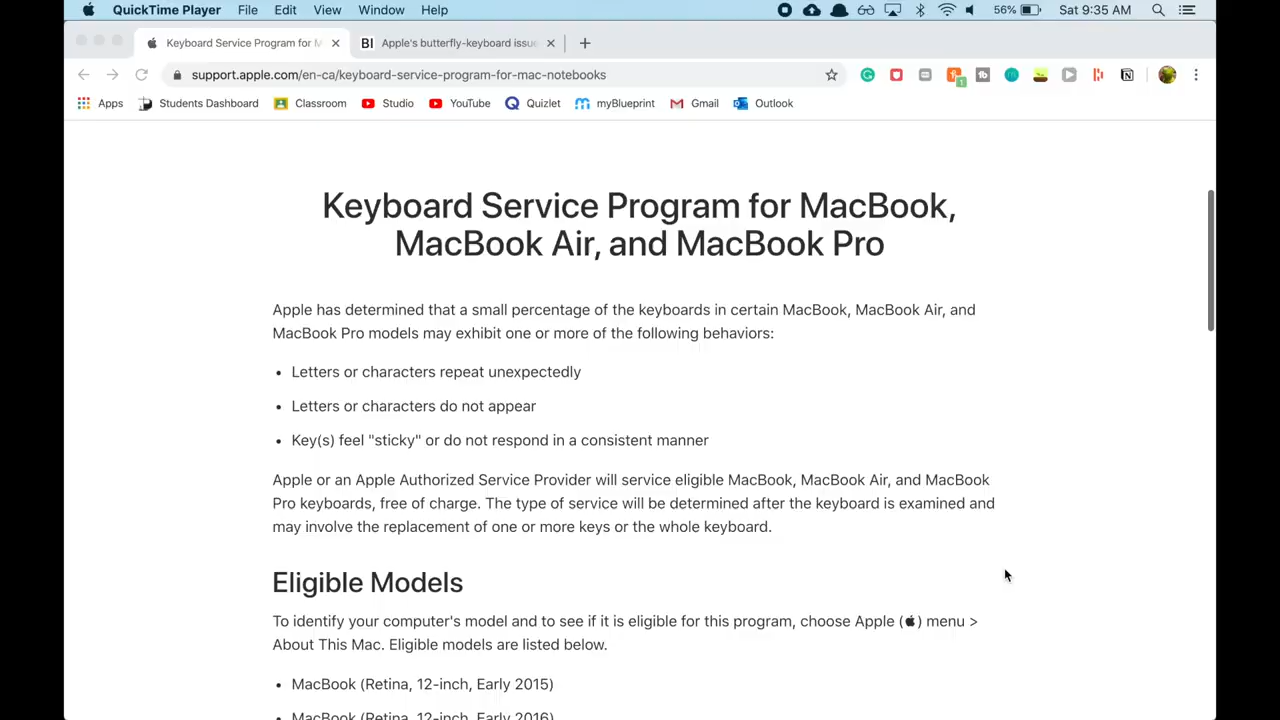 QuickTime Player File Edit View Window Help 56% Sat 9:35 AM
Keyboard Service Program for M BI Apple's butterfly-keyboard issue
support.apple.com/en-ca/keyboard-service-program-for-mac-notebooks
Apps Students Dashboard Classroom Studio YouTube Quizlet myBlueprint Gmail Outlook
Keyboard Service Program for MacBook,
MacBook Air, and MacBook Pro
Apple has determined that a small percentage of the keyboards in certain MacBook, MacBook Air, and
MacBook Pro models may exhibit one or more of the following behaviors:
• Letters or characters repeat unexpectedly
• Letters or characters do not appear
• Key(s) feel "sticky" or do not respond in a consistent manner
Apple or an Apple Authorized Service Provider will service eligible MacBook, MacBook Air, and MacBook
Pro keyboards, free of charge. The type of service will be determined after the keyboard is examined and
may involve the replacement of one or more keys or the whole keyboard.
Eligible Models
To identify your computer's model and to see if it is eligible for this program, choose Apple () menu >
About This Mac. Eligible models are listed below.
• MacBook (Retina, 12-inch, Early 2015)
• MacBook (Retina, 12-inch, Early 2016)